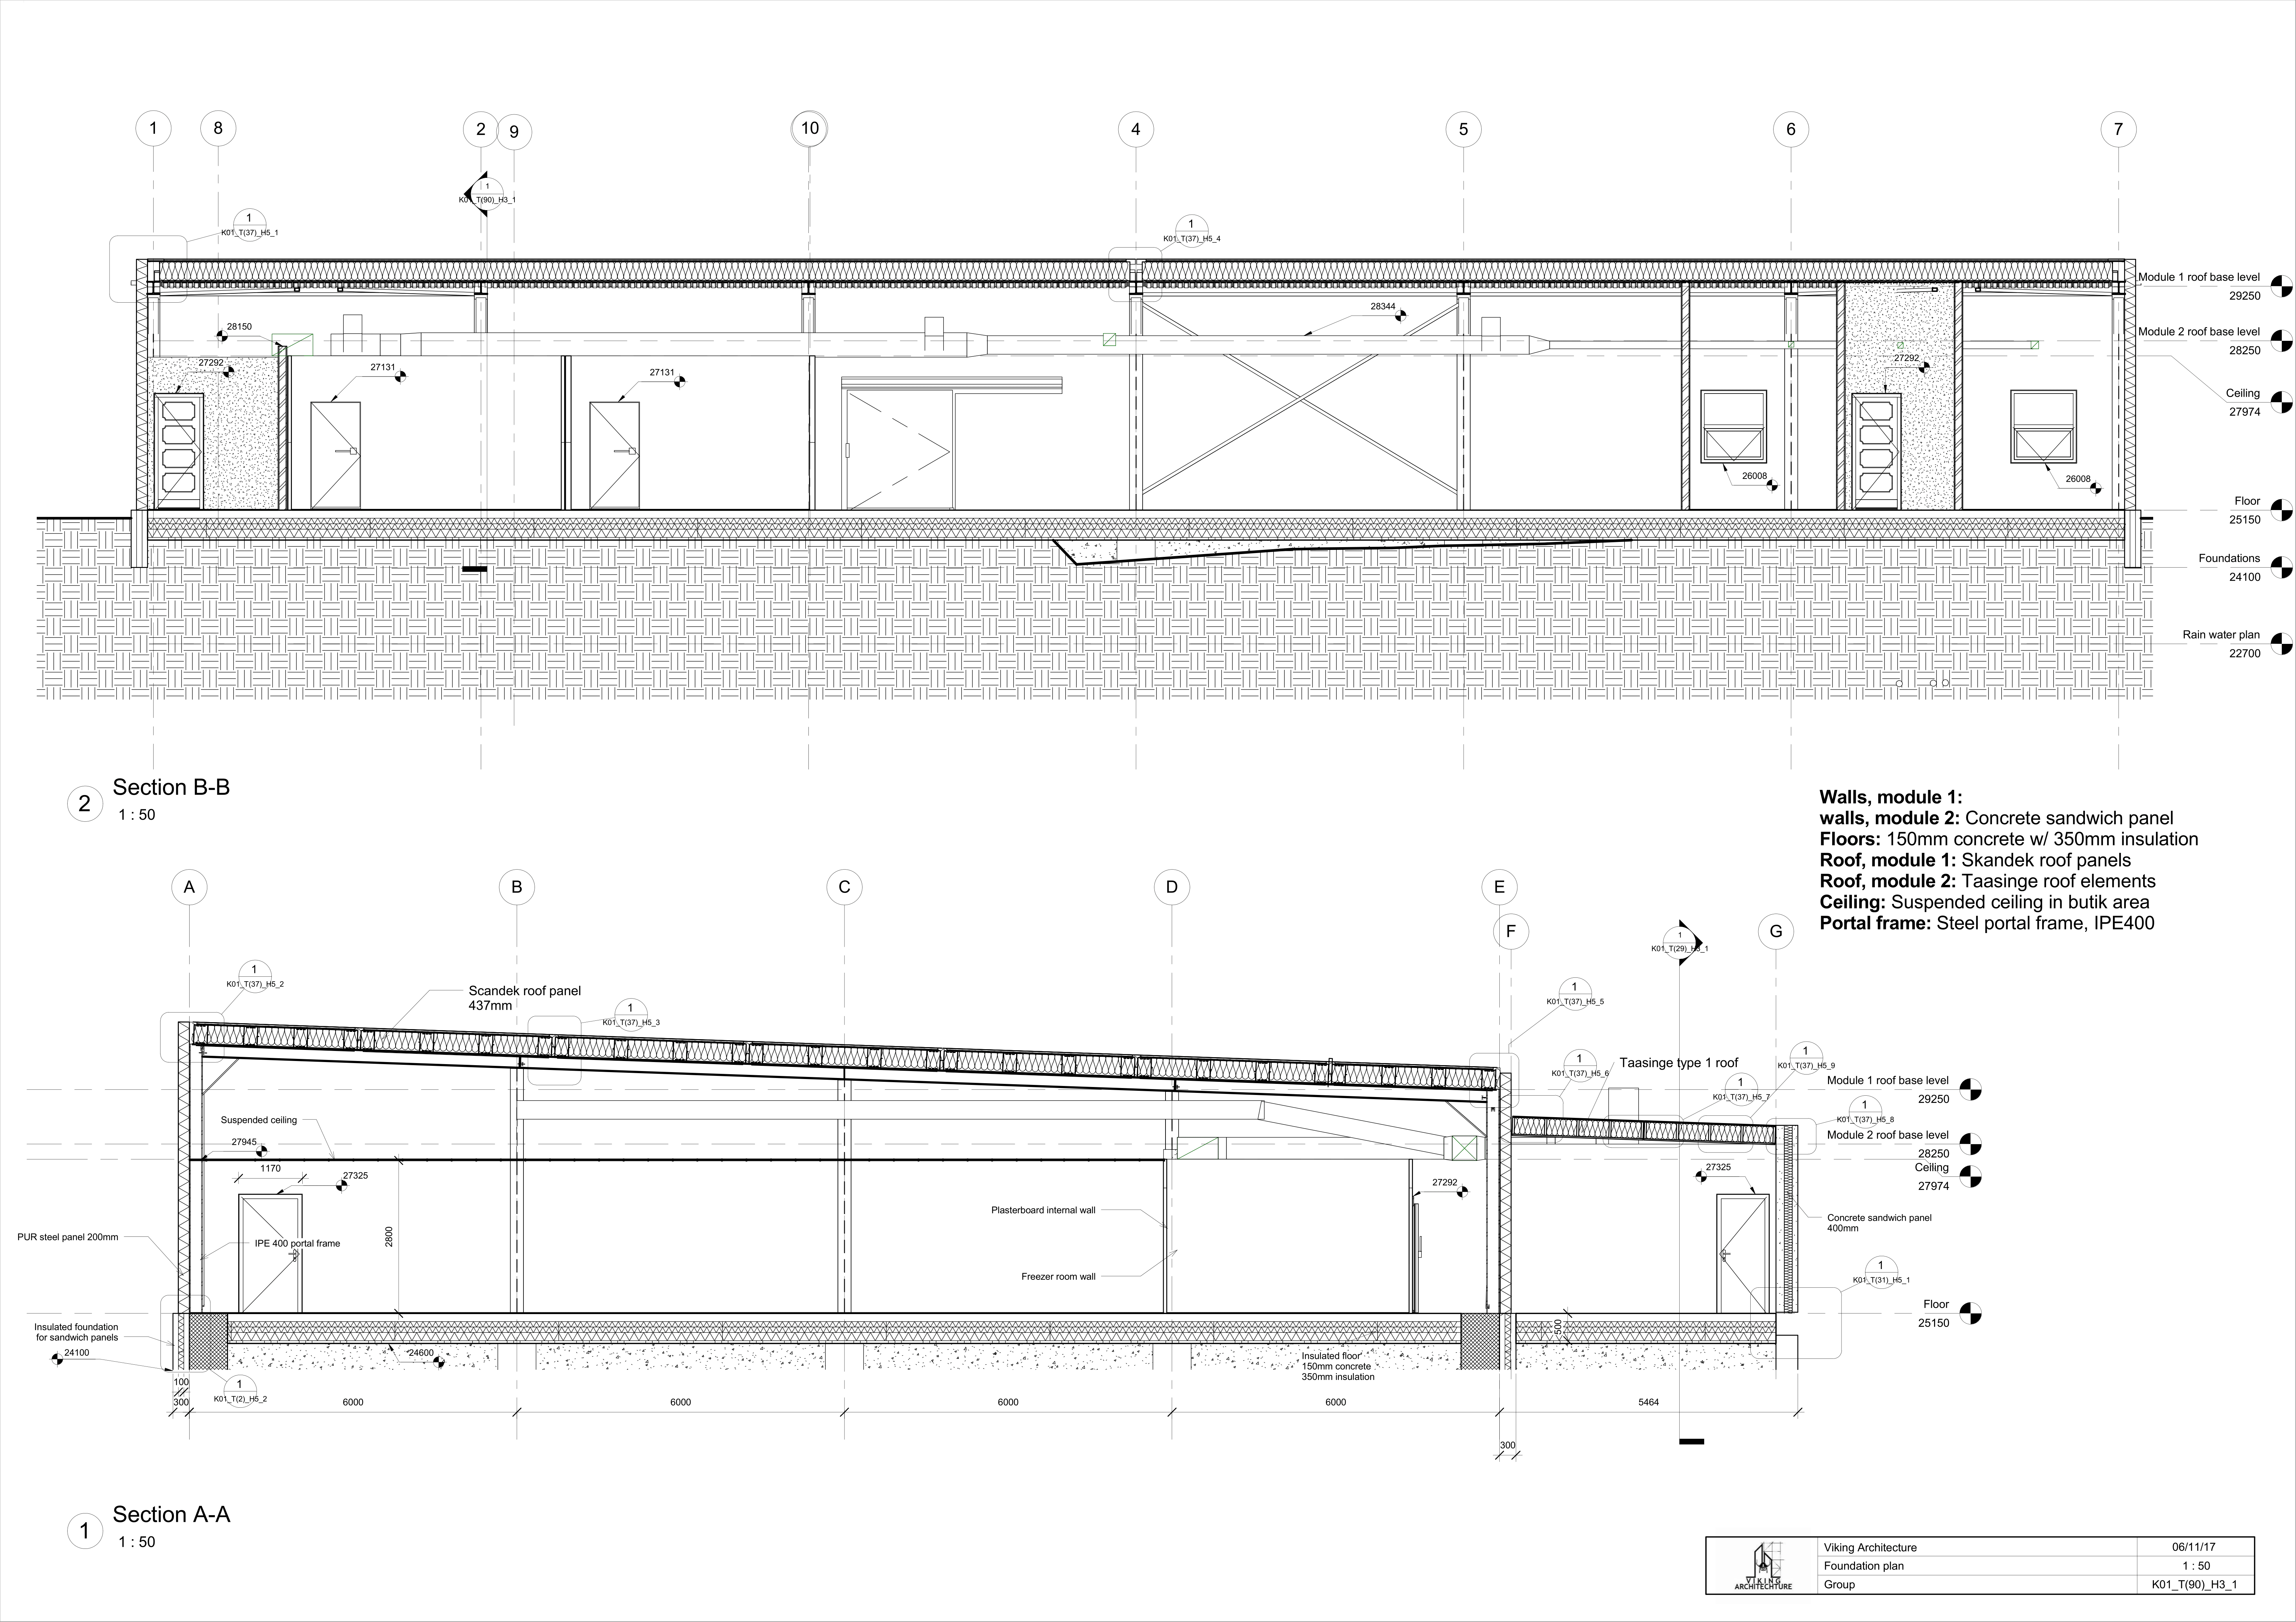 1
8
2
9
10
4
5
6
7
1
K01_T(90)_H3_1
1
K01_T(37)_H5_1
1
K01_T(37)_H5_4
Module 1 roof base level
29250
28344
28150
Module 2 roof base level
28250
27292
27131
27131
27292
Ceiling
27974
26008
26008
Floor
25150
Foundations
24100
Rain water plan
22700
2
Section B-B
1 : 50
Walls, module 1:
walls, module 2: Concrete sandwich panel
Floors: 150mm concrete w/ 350mm insulation
Roof, module 1: Skandek roof panels
Roof, module 2: Taasinge roof elements
Ceiling: Suspended ceiling in butik area
Portal frame: Steel portal frame, IPE400
A
B
C
D
E
F
G
1
K01_T(29)_H3_1
1
K01_T(37)_H5_2
Scandek roof panel
437mm
1
K01_T(37)_H5_3
1
K01_T(37)_H5_5
1
K01_T(37)_H5_6
Taasinge type 1 roof
1
K01_T(37)_H5_9
1
K01_T(37)_H5_7
1
K01_T(37)_H5_8
Module 1 roof base level
29250
Module 2 roof base level
28250
Ceiling
27974
Suspended ceiling
27945
1170
27325
27325
27292
2800
Plasterboard internal wall
Concrete sandwich panel
400mm
PUR steel panel 200mm
IPE 400 portal frame
Freezer room wall
1
K01_T(31)_H5_1
Floor
25150
Insulated foundation
for sandwich panels
24100
24600
500
Insulated floor
150mm concrete
350mm insulation
1
K01_T(2)_H5_2
100
300
6000
6000
6000
6000
5464
300
1
Section A-A
1 : 50
VIKING
ARCHITECHTURE
Viking Architecture
06/11/17
Foundation plan
1 : 50
Group
K01_T(90)_H3_1